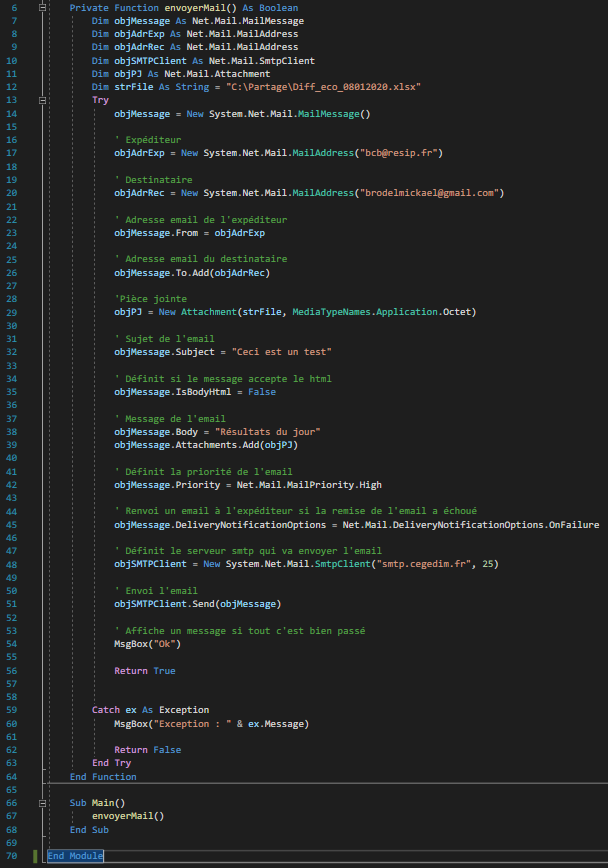 6 Private Function envoyerMail() As Boolean
7 Dim objMessage As Net.Mail.MailMessage
8 Dim objAdrExp As Net.Mail.MailAddress
9 Dim objAdrRec As Net.Mail.MailAddress
10 Dim objSMTPClient As Net.Mail.SmtpClient
11 Dim objPJ As Net.Mail.Attachment
12 Dim strFile As String = "C:\Partage\Diff_eco_08012020.xlsx"
13 Try
14 objMessage = New System.Net.Mail.MailMessage()
15
16 ' Expéditeur
17 objAdrExp = New System.Net.Mail.MailAddress("bcb@resip.fr")
18
19 ' Destinataire
20 objAdrRec = New System.Net.Mail.MailAddress("brodelmickael@gmail.com")
21
22 ' Adresse email de l'expéditeur
23 objMessage.From = objAdrExp
24
25 ' Adresse email du destinataire
26 objMessage.To.Add(objAdrRec)
27
28 'Pièce jointe
29 objPJ = New Attachment(strFile, MediaTypeNames.Application.Octet)
30
31 ' Sujet de l'email
32 objMessage.Subject = "Ceci est un test"
33
34 ' Définit si le message accepte le html
35 objMessage.IsBodyHtml = False
36
37 ' Message de l'email
38 objMessage.Body = "Résultats du jour"
39 objMessage.Attachments.Add(objPJ)
40
41 ' Définit la priorité de l'email
42 objMessage.Priority = Net.Mail.MailPriority.High
43
44 ' Renvoi un email à l'expéditeur si la remise de l'email a échoué
45 objMessage.DeliveryNotificationOptions = Net.Mail.DeliveryNotificationOptions.OnFailure
46
47 ' Définit le serveur smtp qui va envoyer l'email
48 objSMTPClient = New System.Net.Mail.SmtpClient("smtp.cegedim.fr", 25)
49
50 ' Envoi l'email
51 objSMTPClient.Send(objMessage)
52
53 ' Affiche un message si tout c'est bien passé
54 MsgBox("Ok")
55
56 Return True
57
58
59 Catch ex As Exception
60 MsgBox("Exception : " & ex.Message)
61
62 Return False
63 End Try
64 End Function
65
66 Sub Main()
67 envoyerMail()
68 End Sub
69
70 End Module